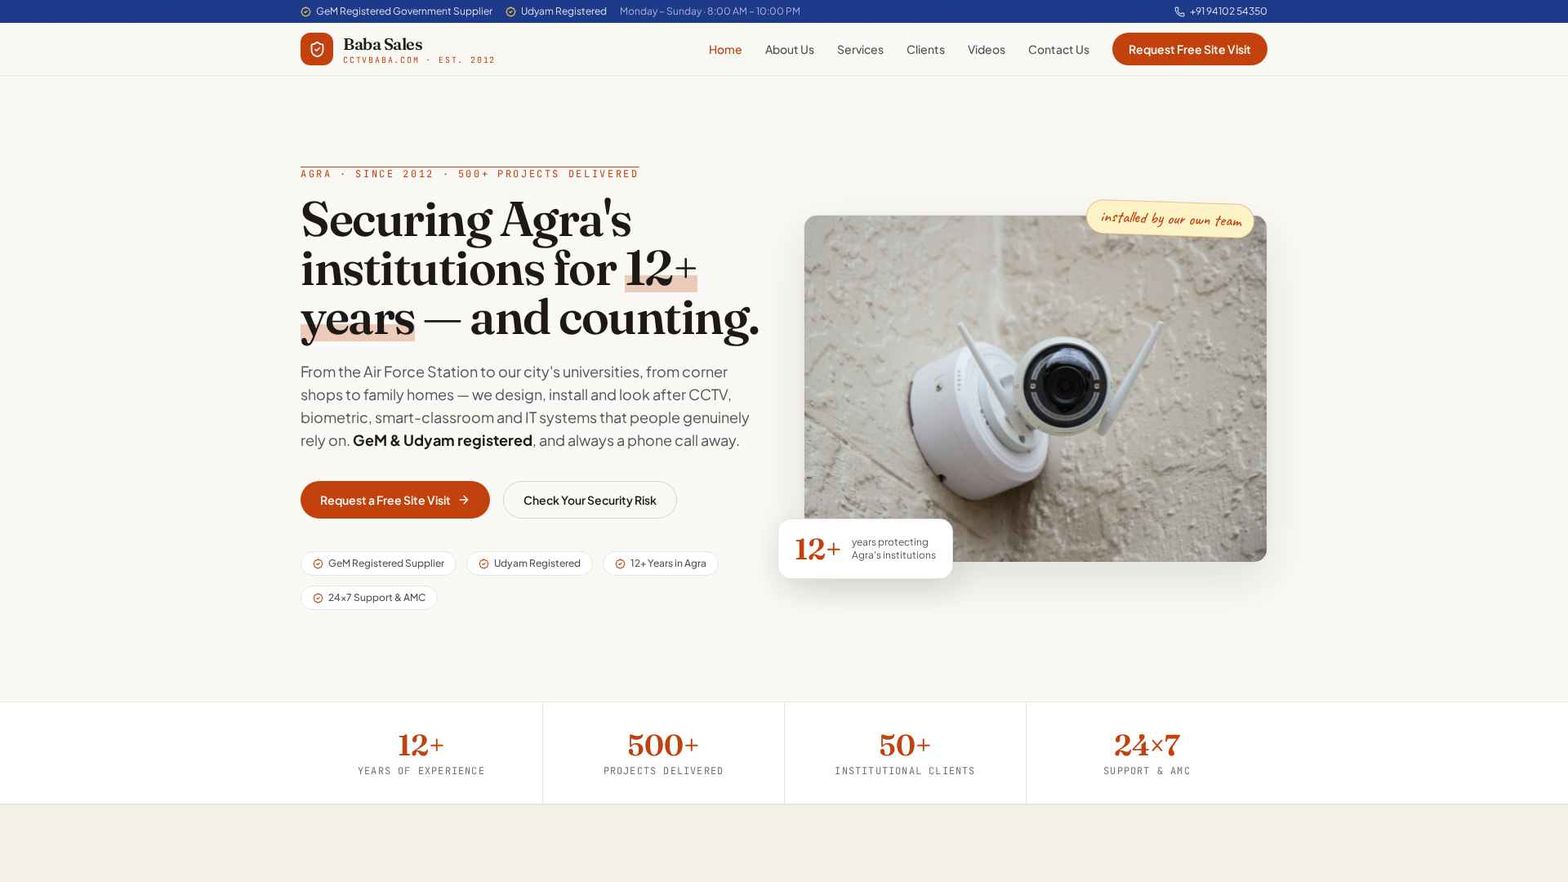 GeM Registered Government Supplier
Udyam Registered
Monday – Sunday · 8:00 AM – 10:00 PM
+91 94102 54350
Baba Sales
CCTVBABA.COM · EST. 2012
Home
About Us
Services
Clients
Videos
Contact Us
Request Free Site Visit
AGRA · SINCE 2012 · 500+ PROJECTS DELIVERED
Securing Agra's
institutions for 12+
years — and counting.
From the Air Force Station to our city's universities, from corner
shops to family homes — we design, install and look after CCTV,
biometric, smart-classroom and IT systems that people genuinely
rely on. GeM & Udyam registered, and always a phone call away.
Request a Free Site Visit
Check Your Security Risk
GeM Registered Supplier
Udyam Registered
12+ Years in Agra
24×7 Support & AMC
installed by our own team
12+
years protecting
Agra's institutions
12+
YEARS OF EXPERIENCE
500+
PROJECTS DELIVERED
50+
INSTITUTIONAL CLIENTS
24×7
SUPPORT & AMC